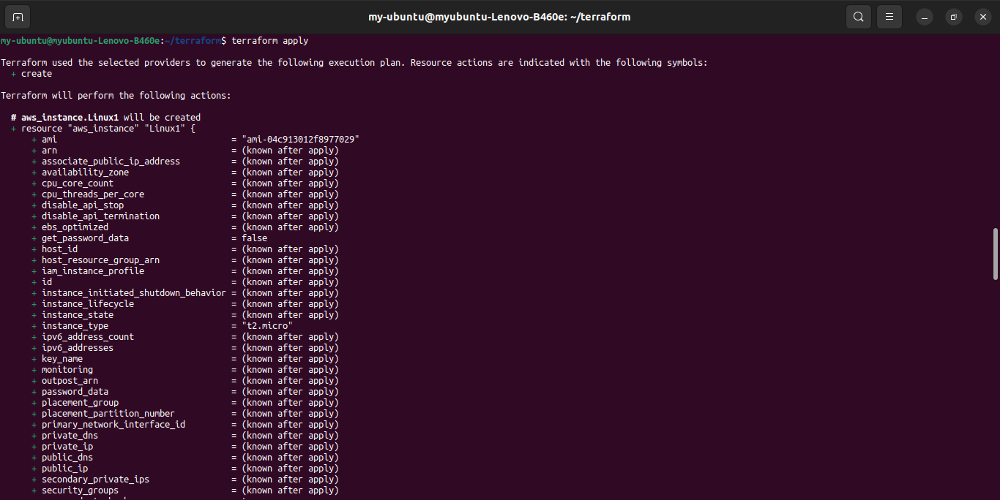 my-ubuntu@myubuntu-Lenovo-B460e: ~/terraform
my-ubuntu@myubuntu-Lenovo-B460e:~/terraform$ terraform apply
Terraform used the selected providers to generate the following execution plan. Resource actions are indicated with the following symbols:
+ create
Terraform will perform the following actions:
# aws_instance.Linux1 will be created
+ resource "aws_instance" "Linux1" {
+ ami = "ami-04c913012f8977029"
+ arn = (known after apply)
+ associate_public_ip_address = (known after apply)
+ availability_zone = (known after apply)
+ cpu_core_count = (known after apply)
+ cpu_threads_per_core = (known after apply)
+ disable_api_stop = (known after apply)
+ disable_api_termination = (known after apply)
+ ebs_optimized = (known after apply)
+ get_password_data = false
+ host_id = (known after apply)
+ host_resource_group_arn = (known after apply)
+ iam_instance_profile = (known after apply)
+ id = (known after apply)
+ instance_initiated_shutdown_behavior = (known after apply)
+ instance_lifecycle = (known after apply)
+ instance_state = (known after apply)
+ instance_type = "t2.micro"
+ ipv6_address_count = (known after apply)
+ ipv6_addresses = (known after apply)
+ key_name = (known after apply)
+ monitoring = (known after apply)
+ outpost_arn = (known after apply)
+ password_data = (known after apply)
+ placement_group = (known after apply)
+ placement_partition_number = (known after apply)
+ primary_network_interface_id = (known after apply)
+ private_dns = (known after apply)
+ private_ip = (known after apply)
+ public_dns = (known after apply)
+ public_ip = (known after apply)
+ secondary_private_ips = (known after apply)
+ security_groups = (known after apply)